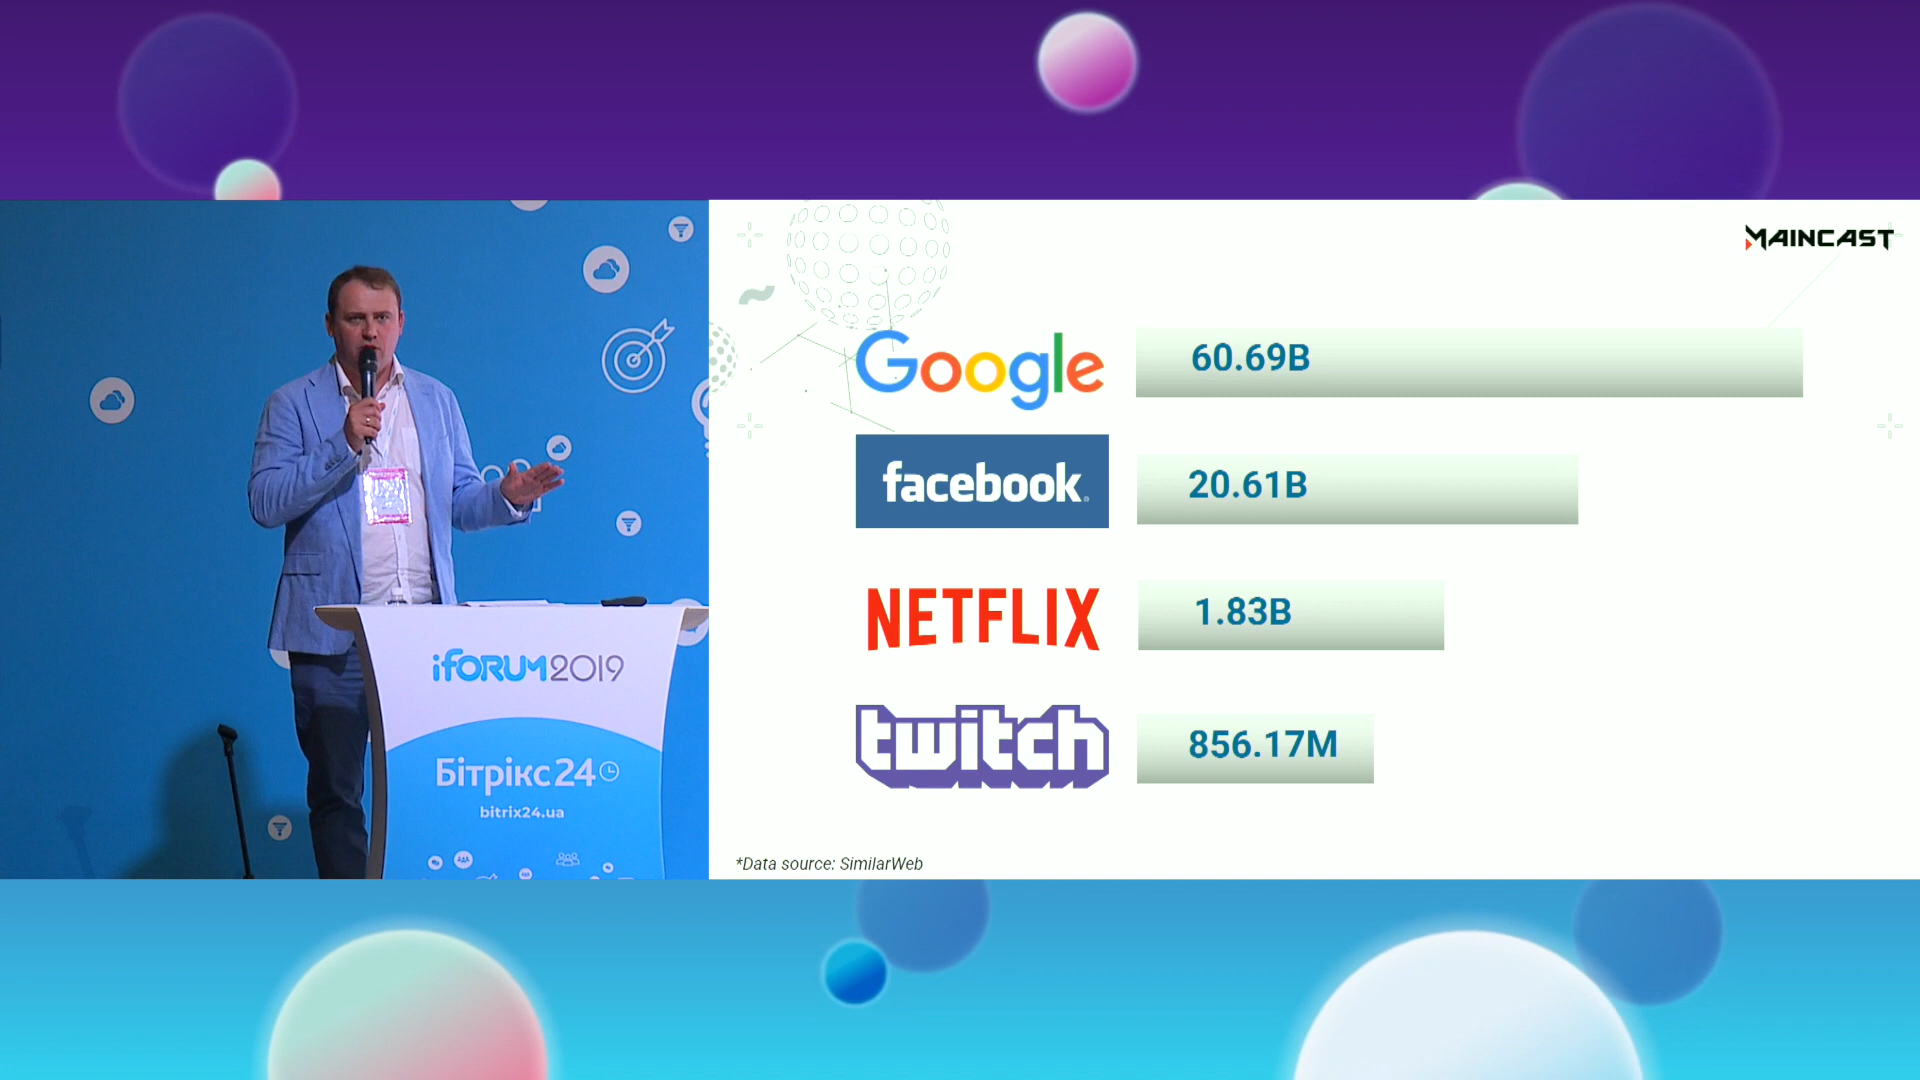 MAINCAST
Google
60.69B
facebook
20.61B
NETFLIX
1.83B
twitch
856.17M
*Data source: SimilarWeb
iFORUM2019
Бітрікс24
bitrix24.ua